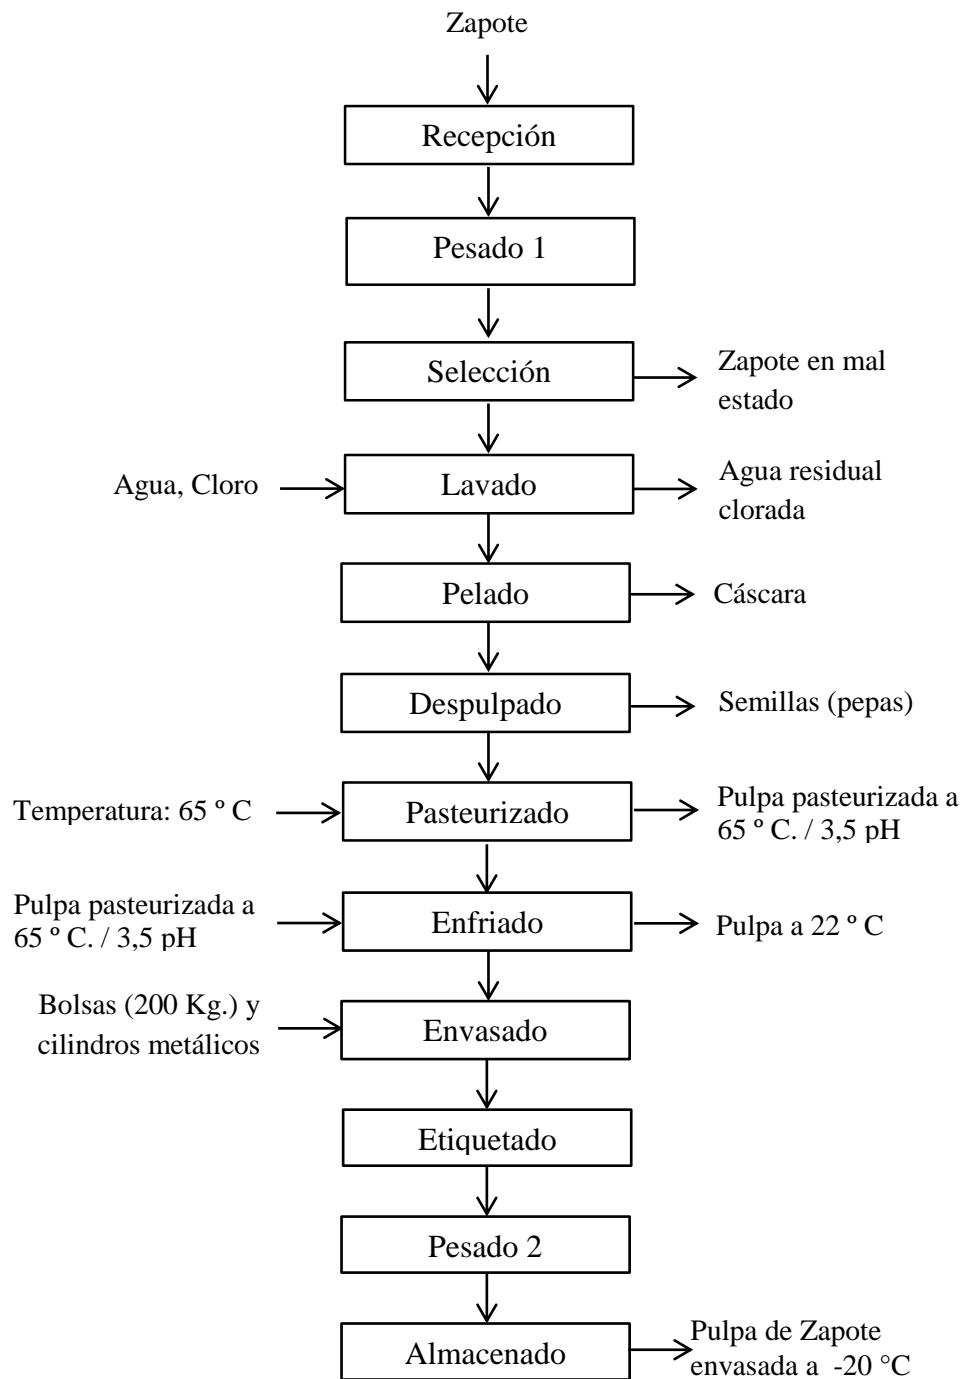 Zapote
Recepción
Pesado 1
Selección
Zapote en mal
estado
Agua, Cloro
Lavado
Agua residual
clorada
Pelado
Cáscara
Despulpado
Semillas (pepas)
Temperatura: 65 º C
Pasteurizado
Pulpa pasteurizada a
65 º C. / 3,5 pH
Pulpa pasteurizada a
65 º C. / 3,5 pH
Enfriado
Pulpa a 22 º C
Bolsas (200 Kg.) y
cilindros metálicos
Envasado
Etiquetado
Pesado 2
Almacenado
Pulpa de Zapote
envasada a -20 °C